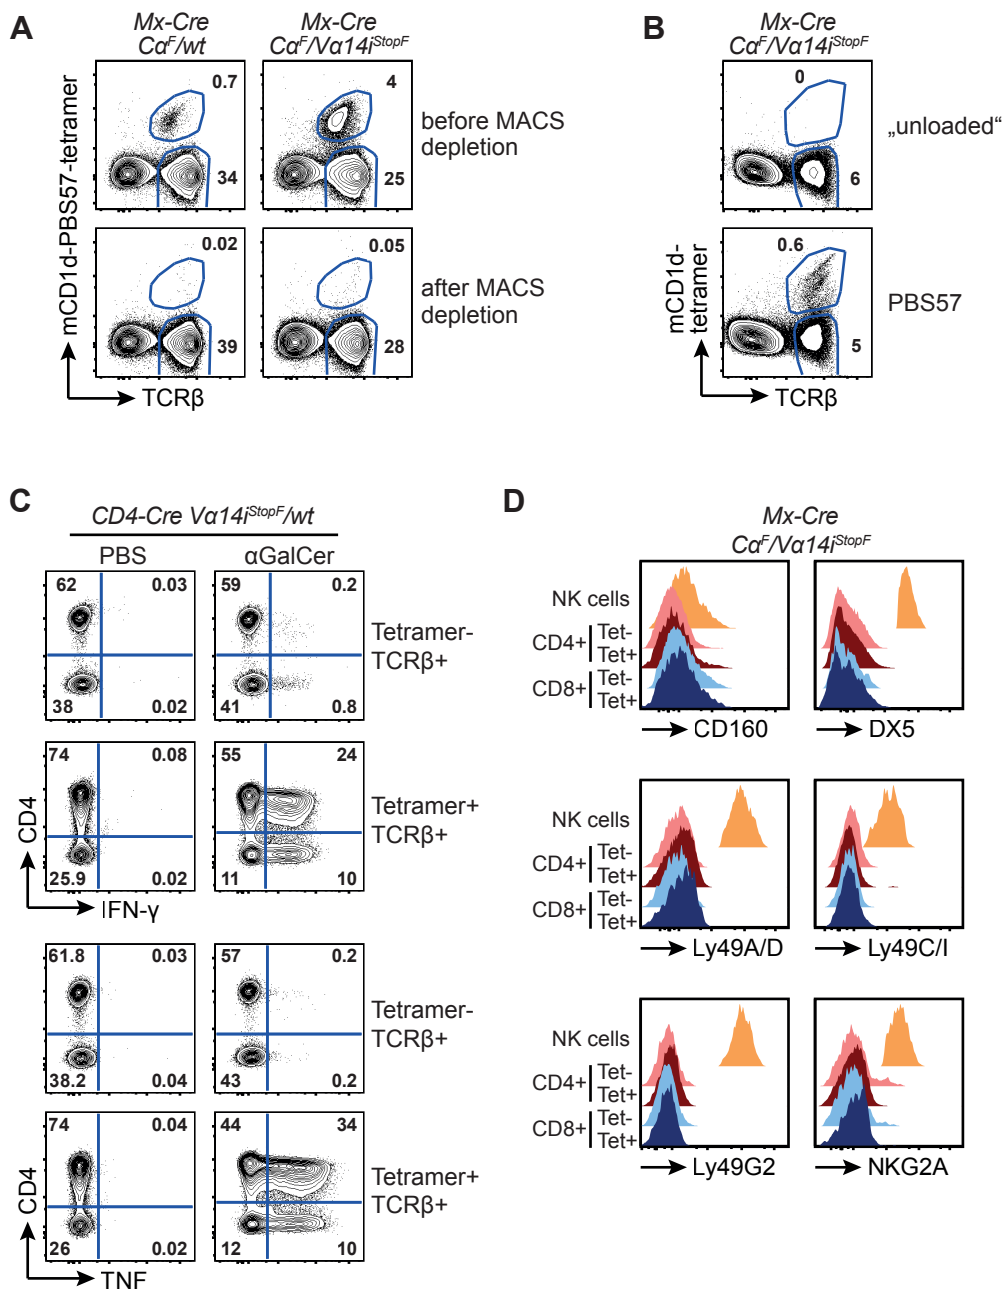 A
Mx-Cre
CαF/wt
Mx-Cre
CαF/Vα14iStopF
0.7
4
before MACS
depletion
34
25
0.02
0.05
after MACS
depletion
39
28
mCD1d-PBS57-tetramer
TCRβ
B
Mx-Cre
CαF/Vα14iStopF
0
„unloaded“
6
0.6
PBS57
5
mCD1d-
tetramer
TCRβ
C
CD4-Cre Vα14iStopF/wt
PBS
αGalCer
62
0.03
59
0.2
Tetramer-
TCRβ+
38
0.02
41
0.8
74
0.08
55
24
Tetramer+
TCRβ+
25.9
0.02
11
10
CD4
IFN-γ
61.8
0.03
57
0.2
Tetramer-
TCRβ+
38.2
0.04
43
0.2
74
0.04
44
34
Tetramer+
TCRβ+
26
0.02
12
10
CD4
TNF
D
Mx-Cre
CαF/Vα14iStopF
NK cells
CD4+
Tet-
Tet+
CD8+
Tet-
Tet+
CD160
DX5
NK cells
CD4+
Tet-
Tet+
CD8+
Tet-
Tet+
Ly49A/D
Ly49C/I
NK cells
CD4+
Tet-
Tet+
CD8+
Tet-
Tet+
Ly49G2
NKG2A